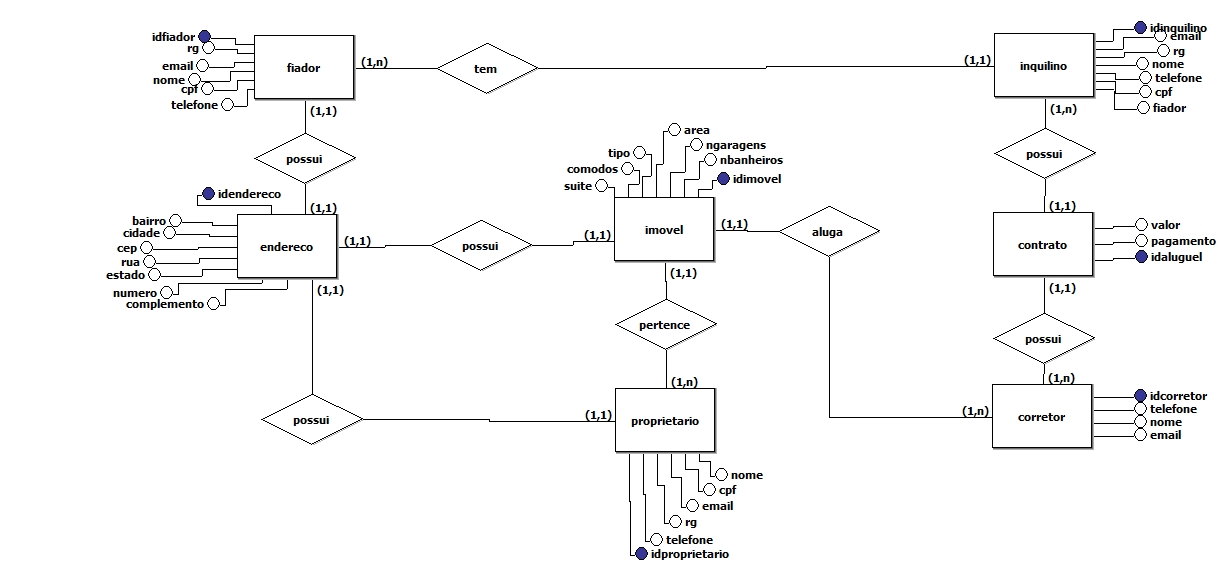 idfiador
rg
email
nome
cpf
telefone
fiador
(1,n)
tem
(1,1)
inquilino
idinquilino
email
rg
nome
telefone
cpf
fiador
(1,1)
possui
(1,1)
(1,n)
possui
(1,1)
area
ngaragens
nbanheiros
idimovel
tipo
comodos
suite
imovel
idendereco
bairro
cidade
cep
rua
estado
numero
complemento
endereco
(1,1)
possui
(1,1)
(1,1)
aluga
contrato
valor
pagamento
idaluguel
(1,1)
(1,1)
(1,1)
pertence
possui
(1,n)
(1,n)
possui
(1,1)
proprietario
(1,n)
corretor
idcorretor
telefone
nome
email
nome
cpf
email
rg
telefone
idproprietario